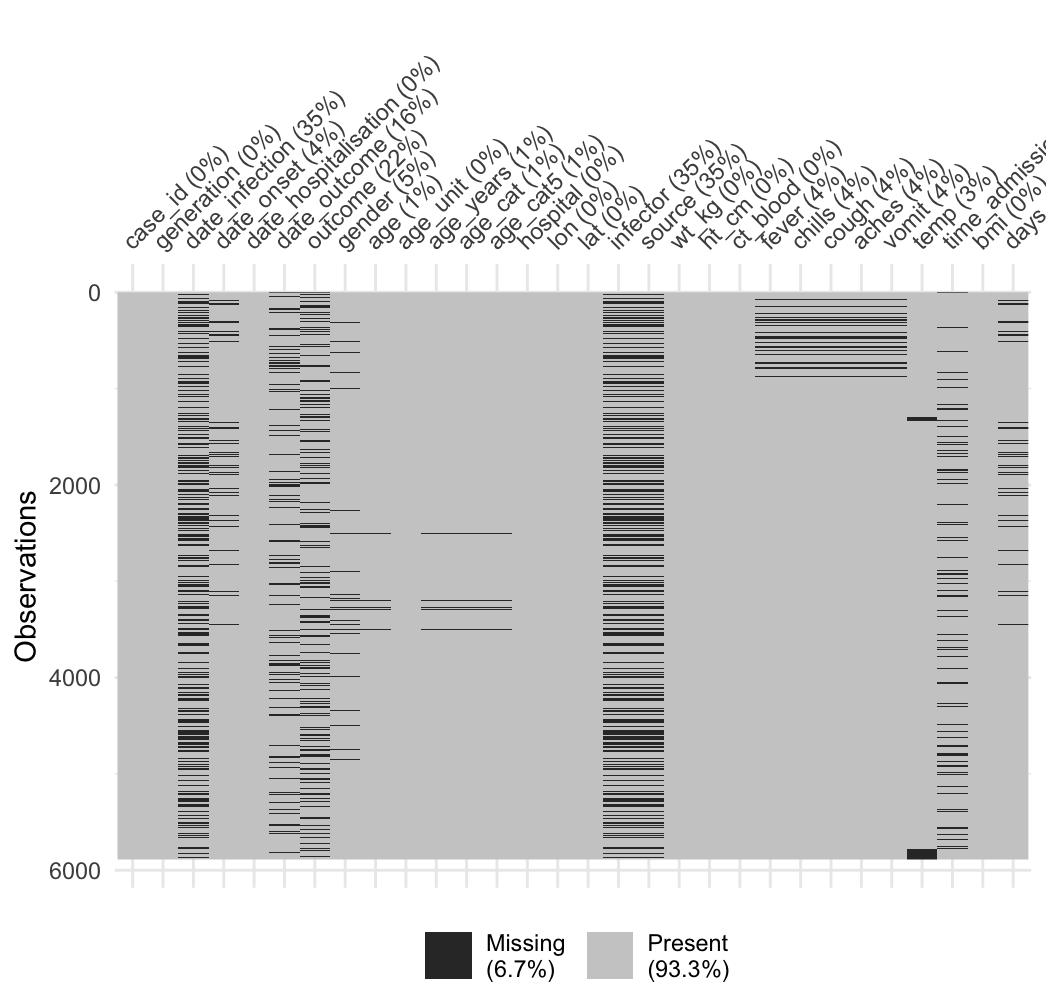 case_id (0%)
generation (0%)
date_infection (35%)
date_onset (4%)
date_hospitalisation (0%)
date_outcome (16%)
outcome (22%)
gender (5%)
age (1%)
age_unit (0%)
age_years (1%)
age_cat (1%)
age_cat5 (1%)
hospital (0%)
lon (0%)
lat (0%)
infector (35%)
source (35%)
wt_kg (0%)
ht_cm (0%)
ct_blood (0%)
fever (4%)
chills (4%)
cough (4%)
aches (4%)
vomit (4%)
temp (3%)
time_admissio
bmi (0%)
days
0
2000
4000
6000
Observations
Missing
(6.7%)
Present
(93.3%)